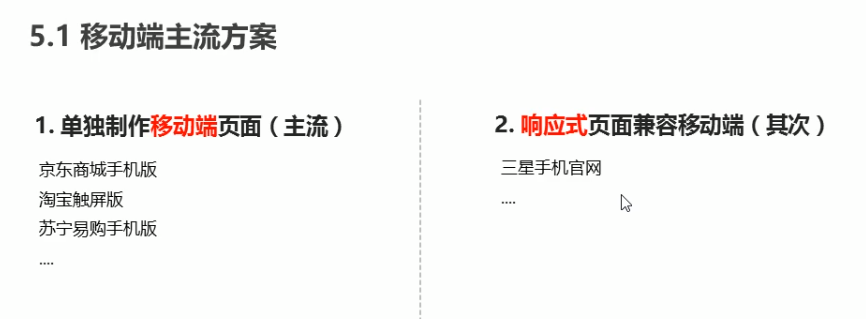 5.1 移动端主流方案
1. 单独制作移动端页面（主流）
京东商城手机版
淘宝触屏版
苏宁易购手机版
....
2. 响应式页面兼容移动端（其次）
三星手机官网
....